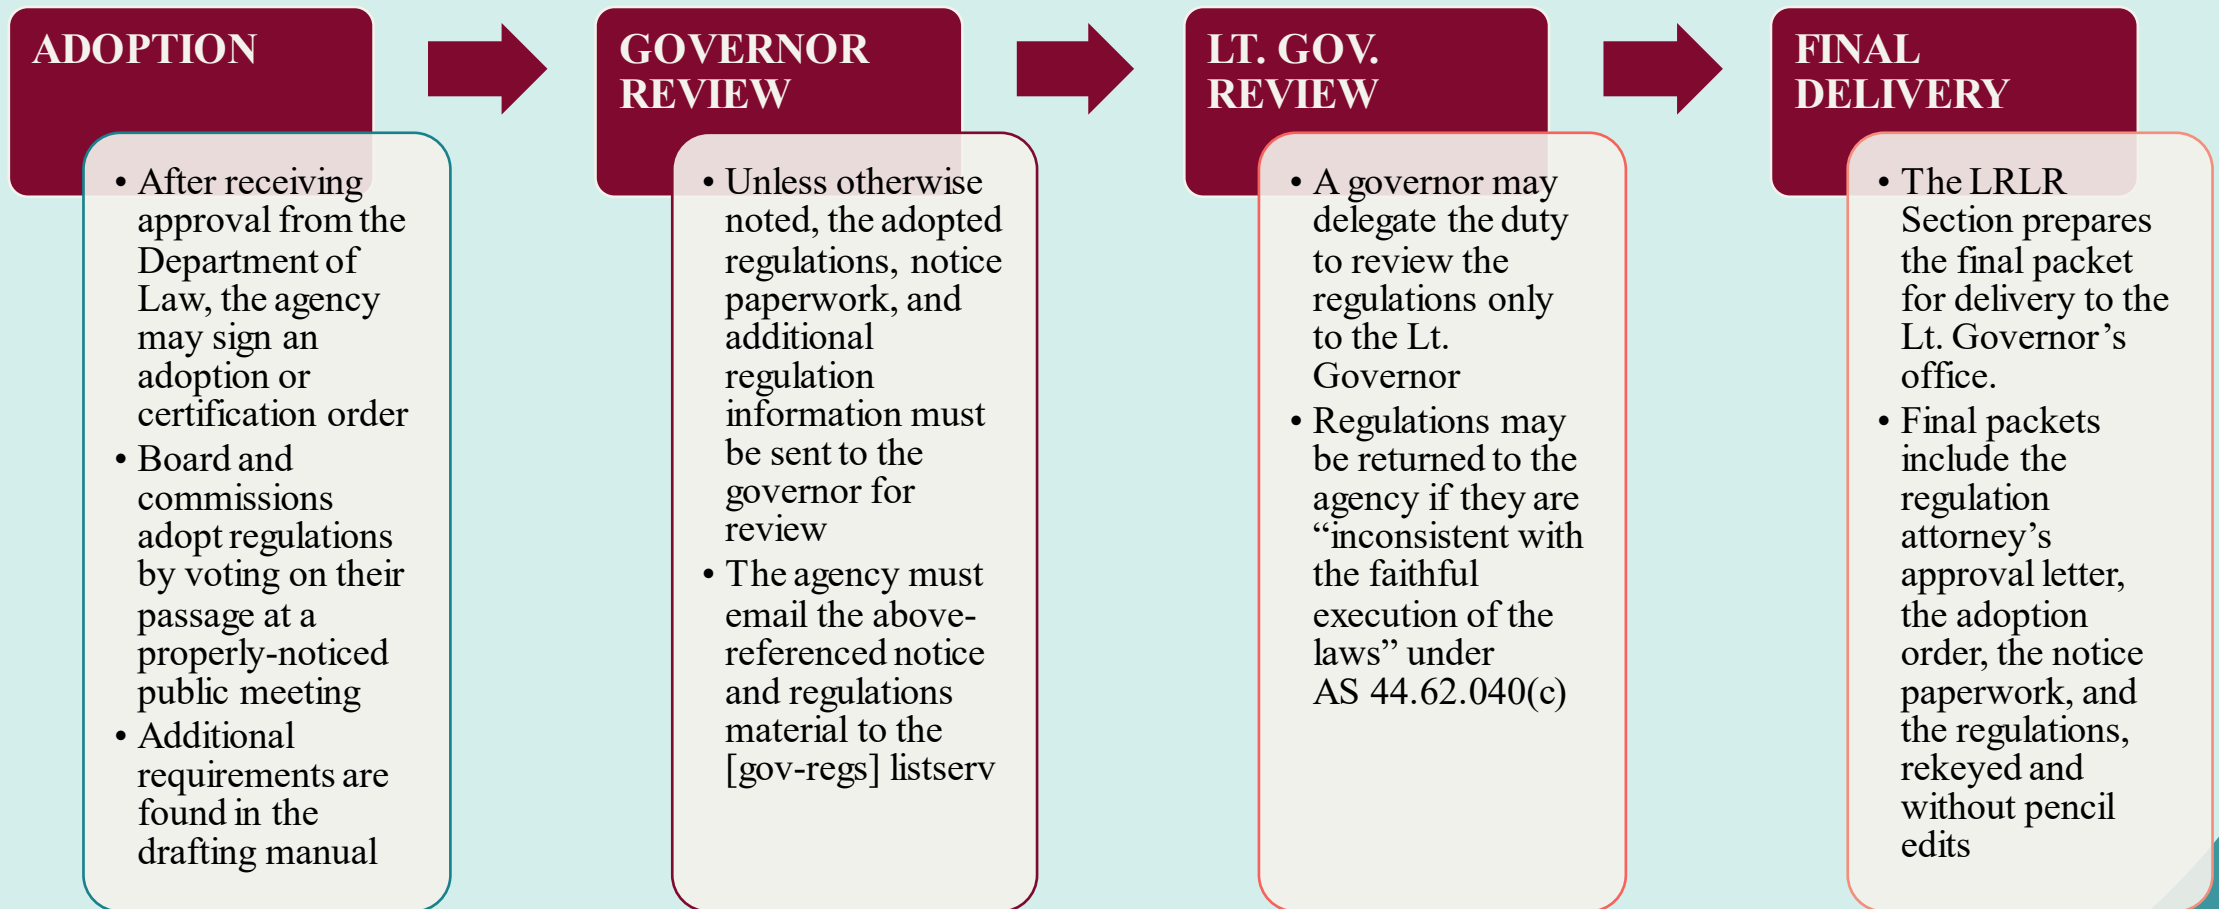 ADOPTION
• After receiving
approval from the
Department of
Law, the agency
may sign an
adoption or
certification order
• Board and
commissions
adopt regulations
by voting on their
passage at a
properly-noticed
public meeting
• Additional
requirements are
found in the
drafting manual
GOVERNOR
REVIEW
• Unless otherwise
noted, the adopted
regulations, notice
paperwork, and
additional
regulation
information must
be sent to the
governor for
review
• The agency must
email the above-
referenced notice
and regulations
material to the
[gov-regs] listserv
LT. GOV.
REVIEW
• A governor may
delegate the duty
to review the
regulations only
to the Lt.
Governor
• Regulations may
be returned to the
agency if they are
“inconsistent with
the faithful
execution of the
laws” under
AS 44.62.040(c)
FINAL
DELIVERY
• The LRLR
Section prepares
the final packet
for delivery to the
Lt. Governor’s
office.
• Final packets
include the
regulation
attorney’s
approval letter,
the adoption
order, the notice
paperwork, and
the regulations,
rekeyed and
without pencil
edits